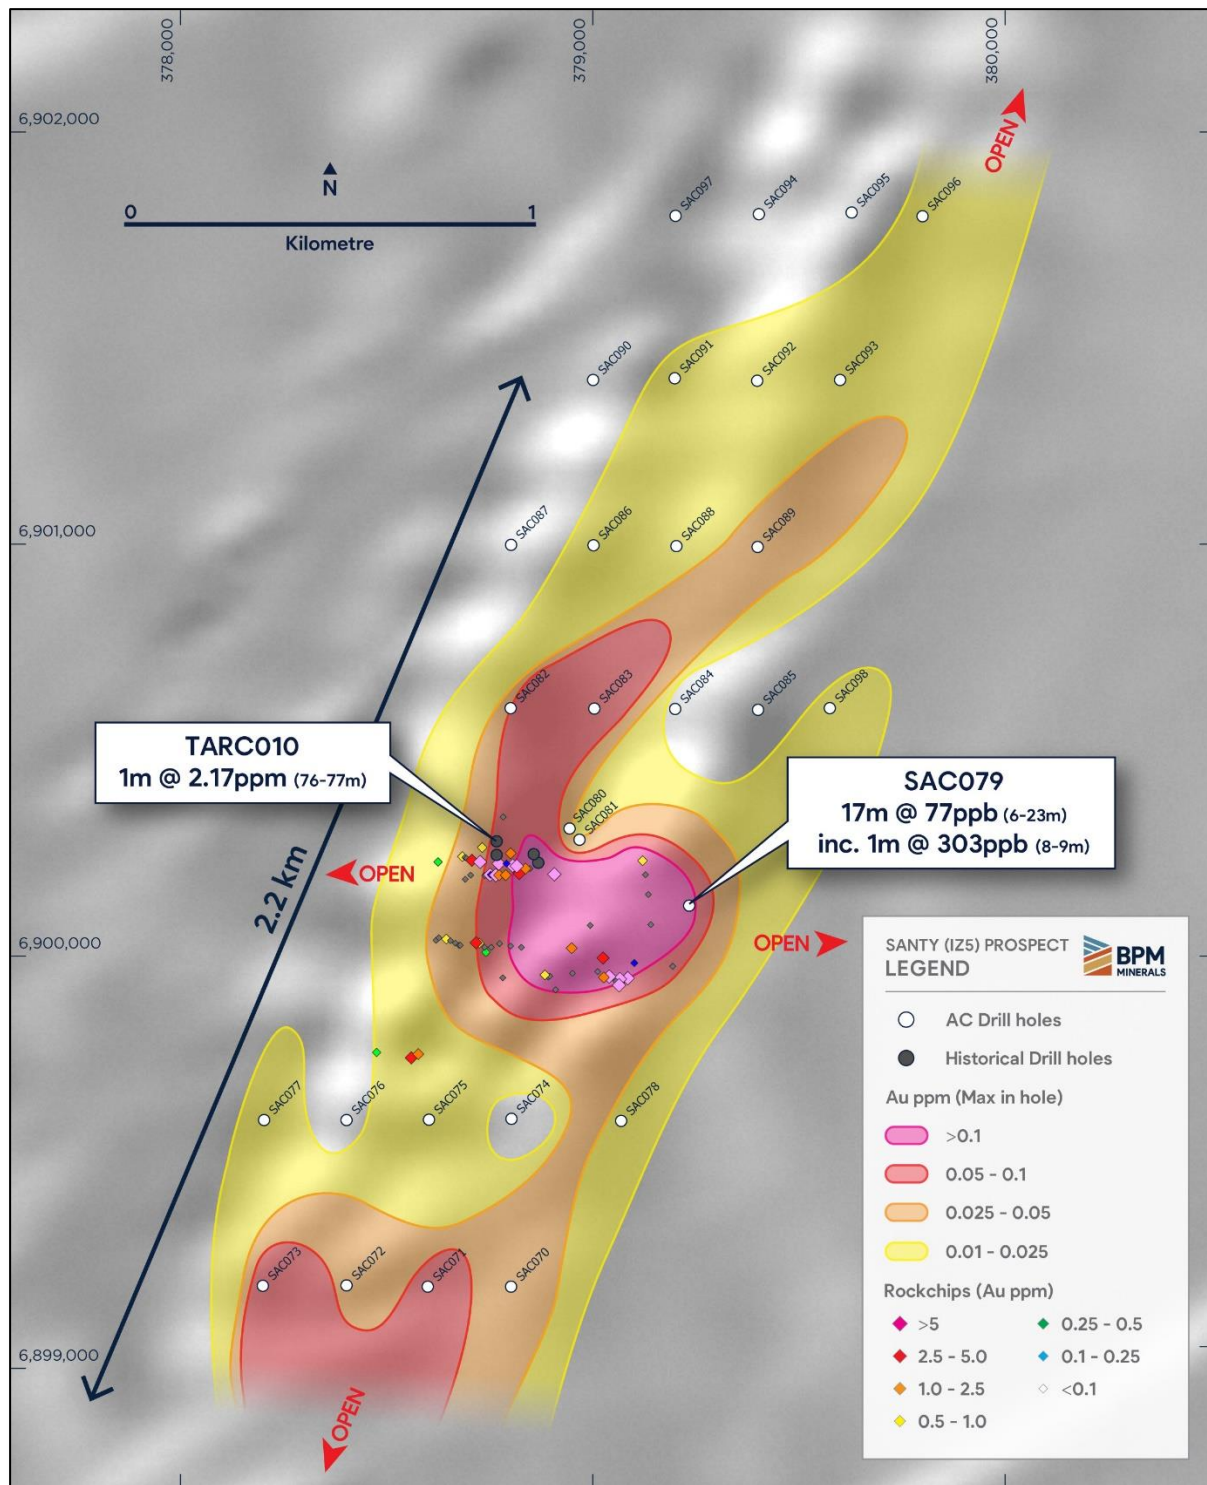 378,000
379,000
380,000
6,902,000
OPEN
N
0 1
Kilometre
SAC097
SAC094
SAC095
SAC096
SAC090
SAC091
SAC092
SAC093
6,901,000
SAC087
SAC086
SAC088
SAC089
SAC082
SAC083
SAC084
SAC085
SAC098
TARC010
1m @ 2.17ppm (76-77m)
SAC079
17m @ 77ppb (6-23m)
inc. 1m @ 303ppb (8-9m)
SAC080
SAC081
2.2 km
OPEN
OPEN
6,900,000
SAC077
SAC076
SAC075
SAC074
SAC078
SAC073
SAC072
SAC071
SAC070
6,899,000
OPEN
SANTY (IZ5) PROSPECT
LEGEND
BPM
MINERALS
AC Drill holes
Historical Drill holes
Au ppm (Max in hole)
>0.1
0.05 - 0.1
0.025 - 0.05
0.01 - 0.025
Rockchips (Au ppm)
>5
2.5 - 5.0
1.0 - 2.5
0.5 - 1.0
0.25 - 0.5
0.1 - 0.25
<0.1